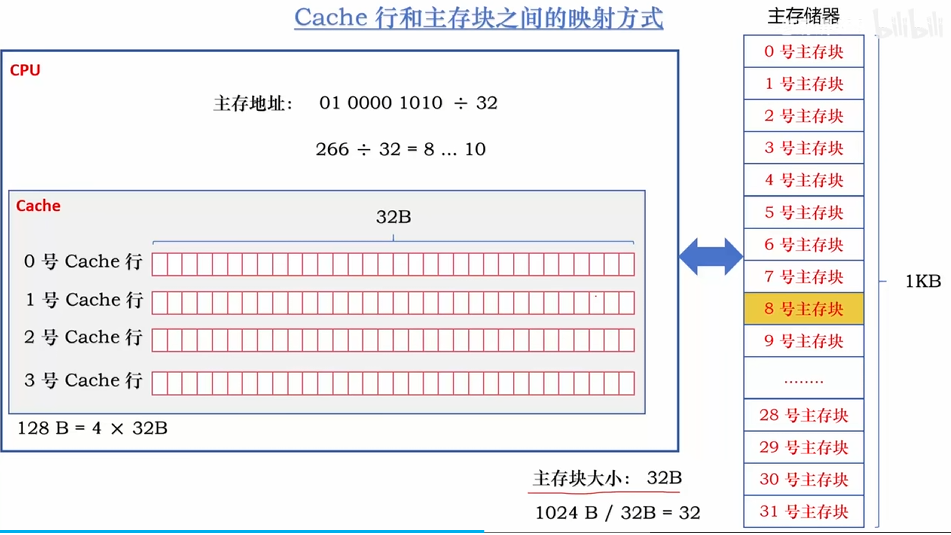 Cache 行和主存块之间的映射方式
主存储器
bilibili
CPU
主存地址： 01 0000 1010 ÷ 32
266 ÷ 32 = 8 ... 10
Cache
32B
0 号 Cache 行
1 号 Cache 行
2 号 Cache 行
3 号 Cache 行
128 B = 4 × 32B
0 号主存块
1 号主存块
2 号主存块
3 号主存块
4 号主存块
5 号主存块
6 号主存块
7 号主存块
8 号主存块
9 号主存块
........
28 号主存块
29 号主存块
30 号主存块
31 号主存块
1KB
主存块大小： 32B
1024 B / 32B = 32